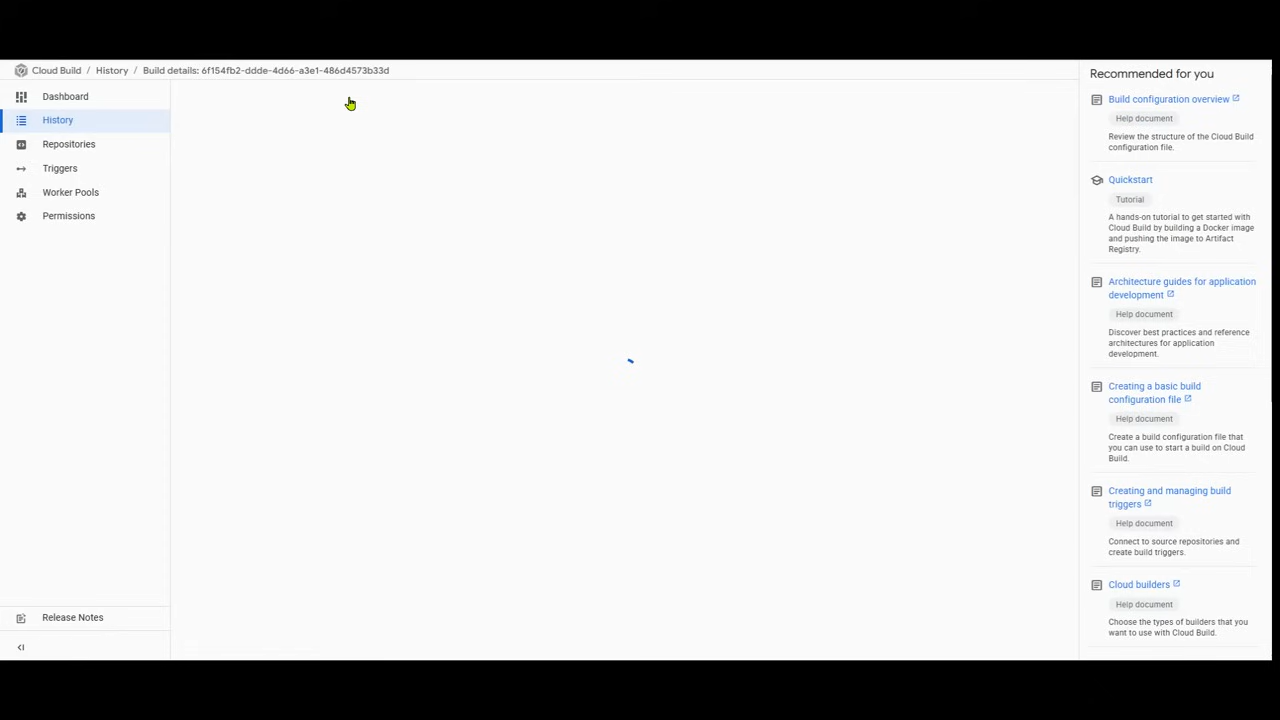 Cloud Build / History / Build details: 6f154fb2-ddde-4d66-a3e1-486d4573b33d
Dashboard
History
Repositories
Triggers
Worker Pools
Permissions
Release Notes
Recommended for you
Build configuration overview
Help document
Review the structure of the Cloud Build
configuration file.
Quickstart
Tutorial
A hands-on tutorial to get started with
Cloud Build by building a Docker image
and pushing the image to Artifact
Registry.
Architecture guides for application
development
Help document
Discover best practices and reference
architectures for application
development.
Creating a basic build
configuration file
Help document
Create a build configuration file that
you can use to start a build on Cloud
Build.
Creating and managing build
triggers
Help document
Connect to source repositories and
create build triggers.
Cloud builders
Help document
Choose the types of builders that you
want to use with Cloud Build.